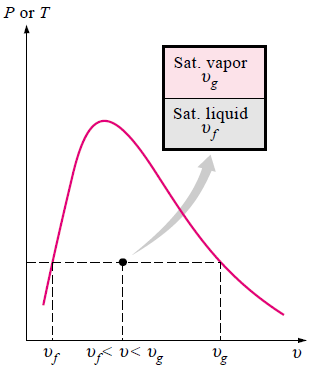 P or T
Sat. vapor
υg
Sat. liquid
υf
υf
υf < υ < υg
υg
υ